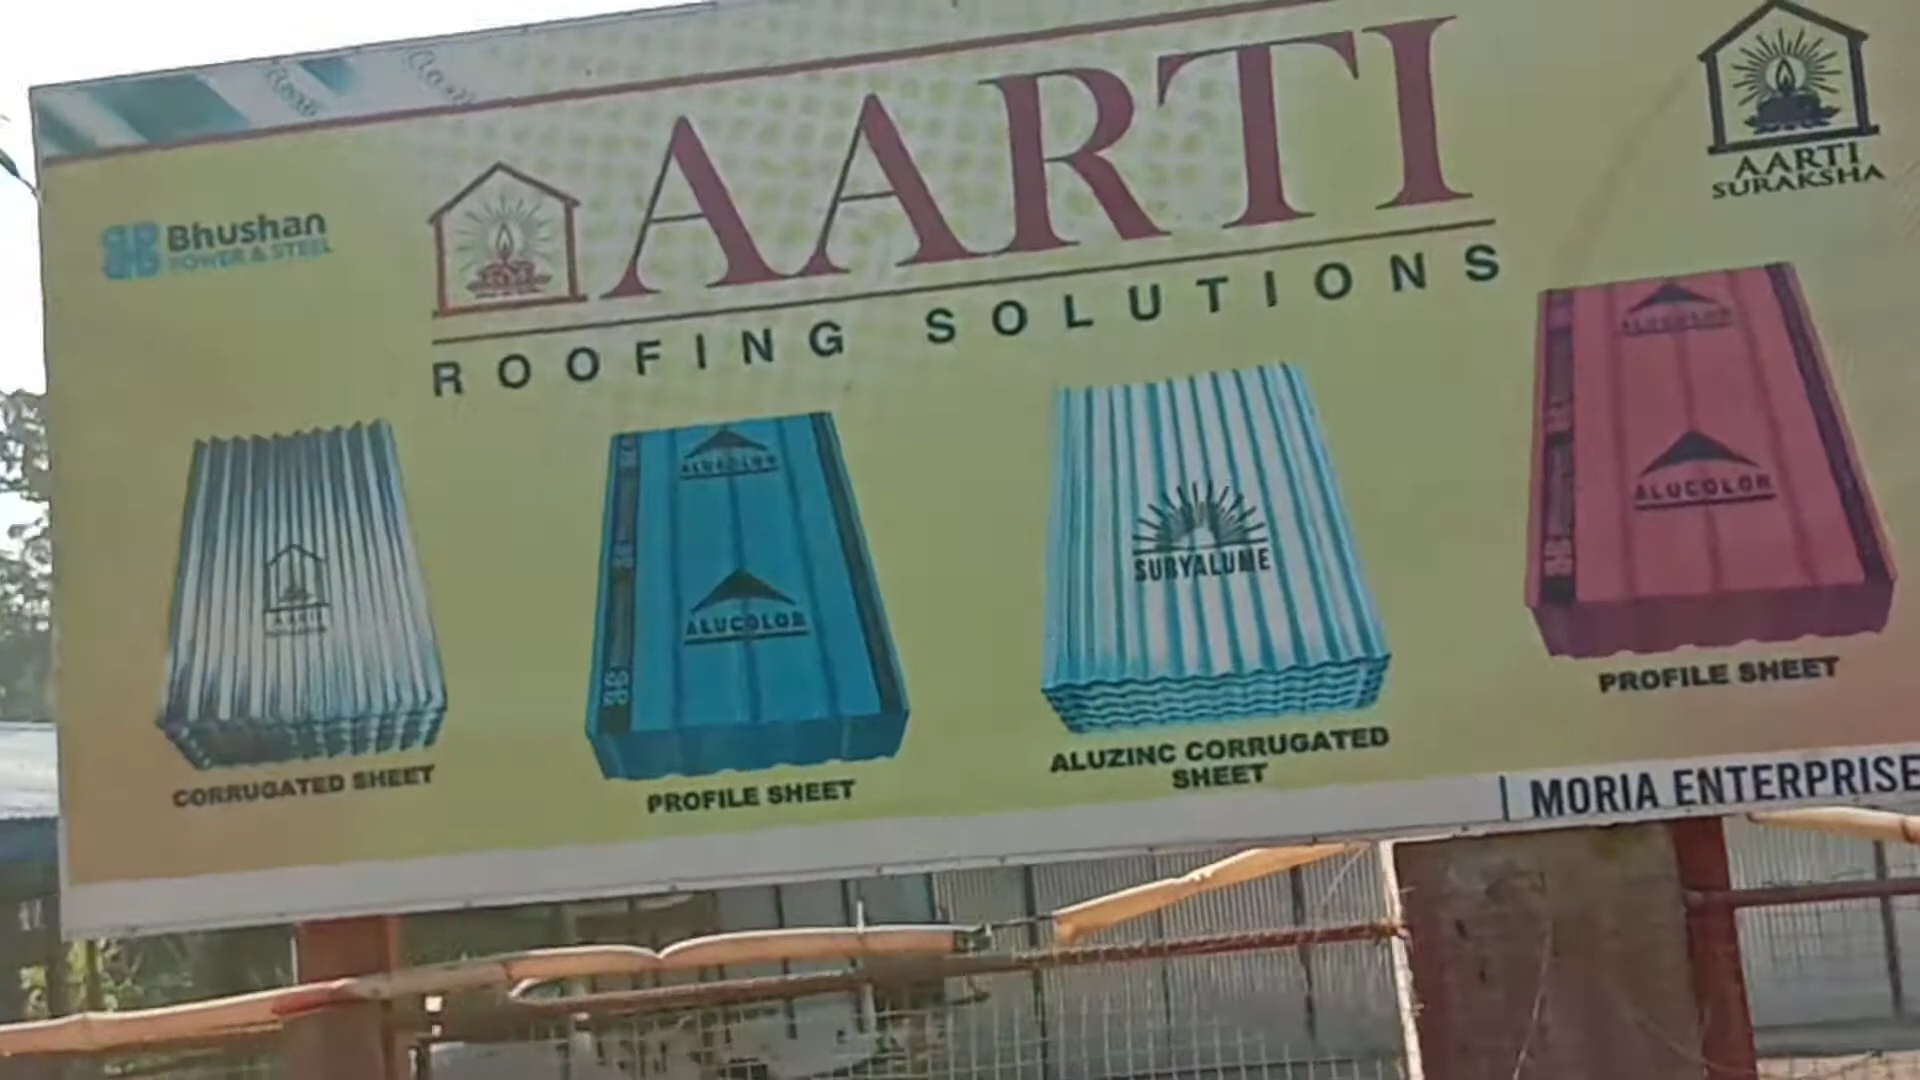 AARTI
AARTI
SURAKSHA
Bhushan
POWER & STEEL
ROOFING SOLUTIONS
ALUCOLOR
ALUCOLOR
ALUCOLOR
ALUCOLOR
SURYALUME
AARTI
CORRUGATED SHEET
PROFILE SHEET
ALUZINC CORRUGATED
SHEET
PROFILE SHEET
MORIA ENTERPRISE